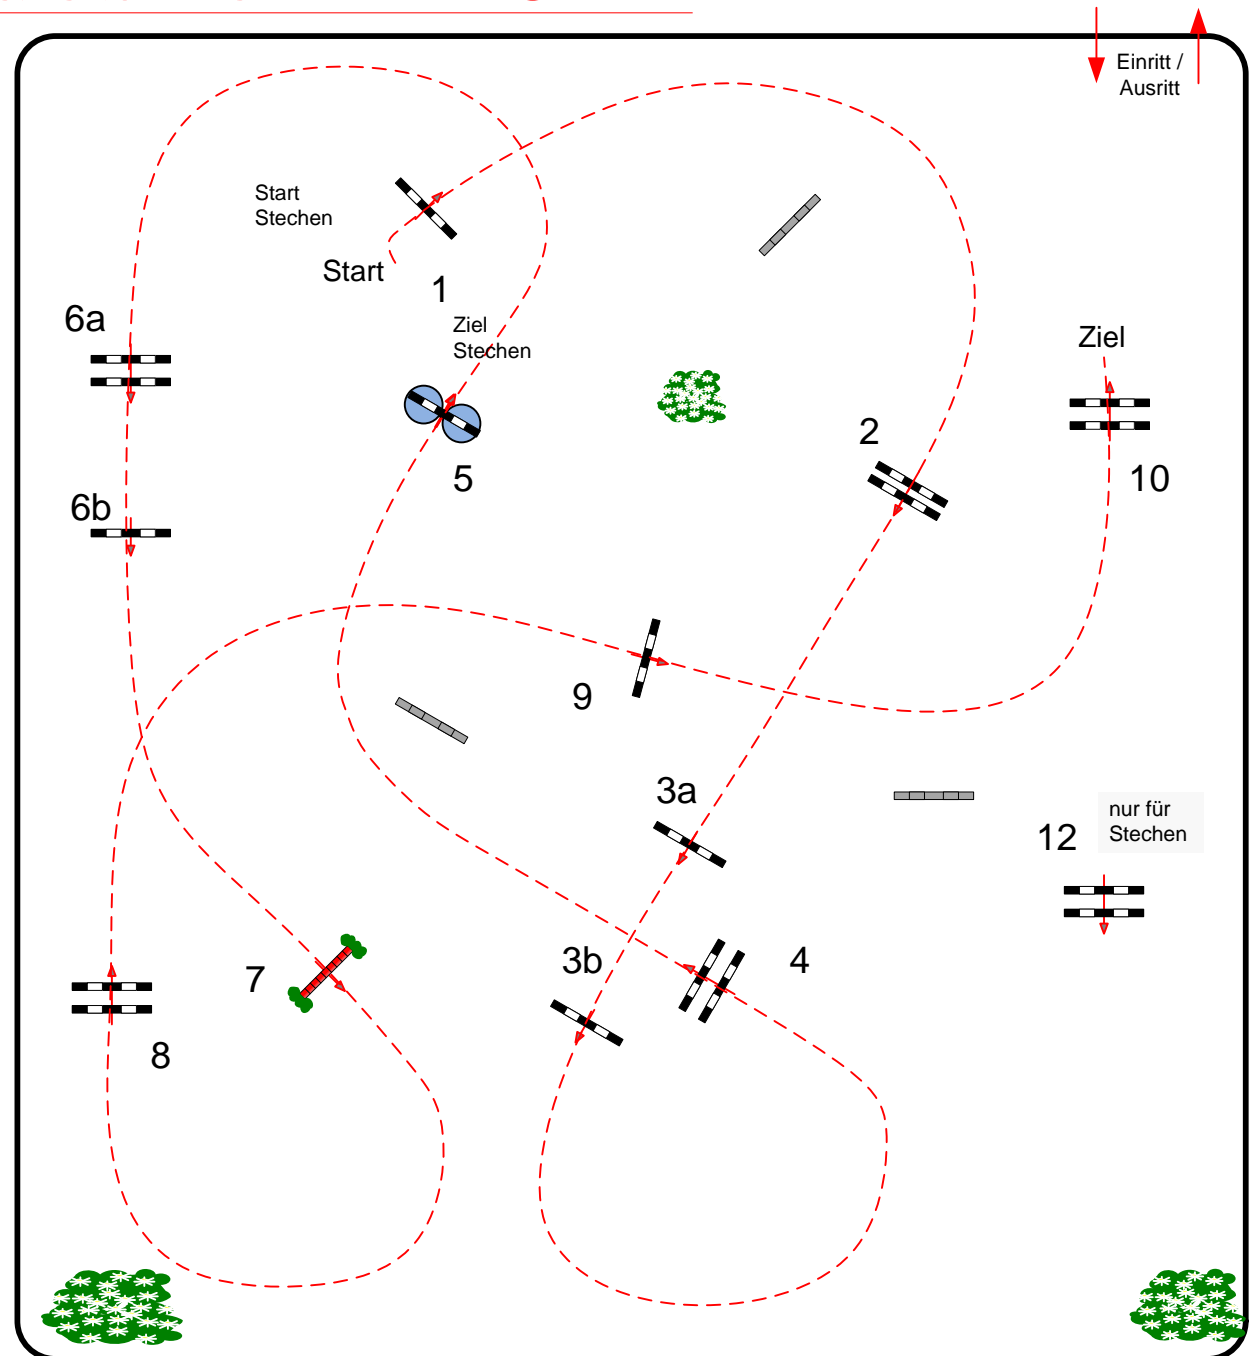 Einritt /
Ausritt
Start
Stechen
Start
1
6a
Ziel
Stechen
Ziel
2
5
10
6b
9
3a
nur für
Stechen
12
3b
4
7
8